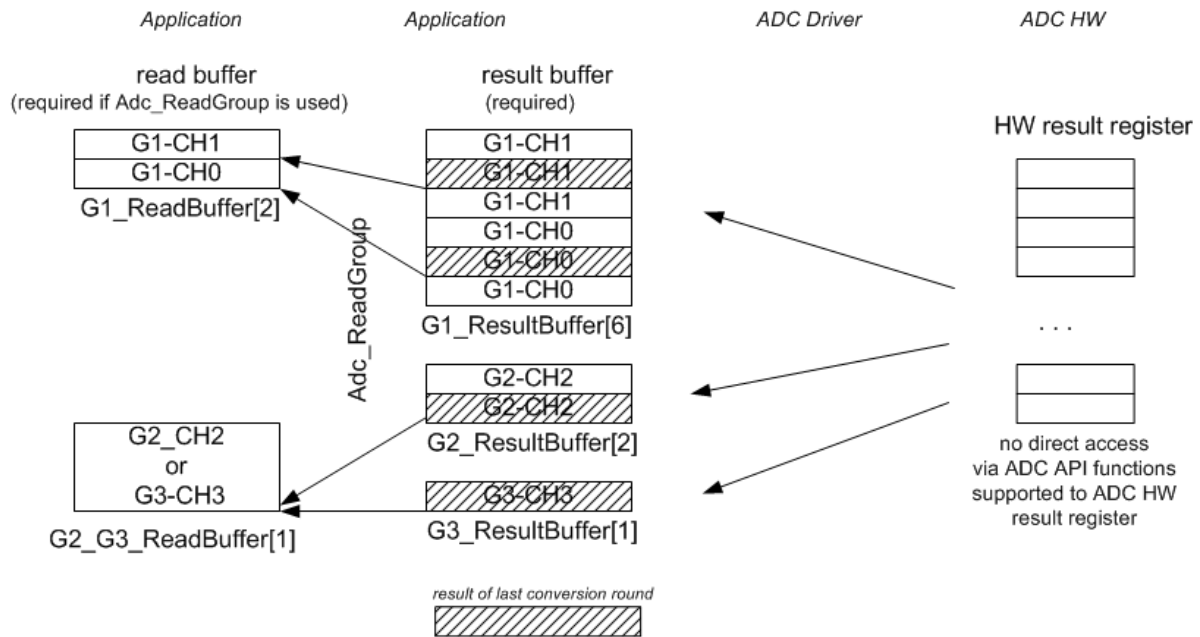 Application
Application
ADC Driver
ADC HW
read buffer
(required if Adc_ReadGroup is used)
G1-CH1
G1-CH0
G1_ReadBuffer[2]
G2_CH2
or
G3-CH3
G2_G3_ReadBuffer[1]
Adc_ReadGroup
result buffer
(required)
G1-CH1
G1-CH1
G1-CH1
G1-CH0
G1-CH0
G1-CH0
G1_ResultBuffer[6]
G2-CH2
G2-CH2
G2_ResultBuffer[2]
G3-CH3
G3_ResultBuffer[1]
result of last conversion round
HW result register
. . .
no direct access
via ADC API functions
supported to ADC HW
result register